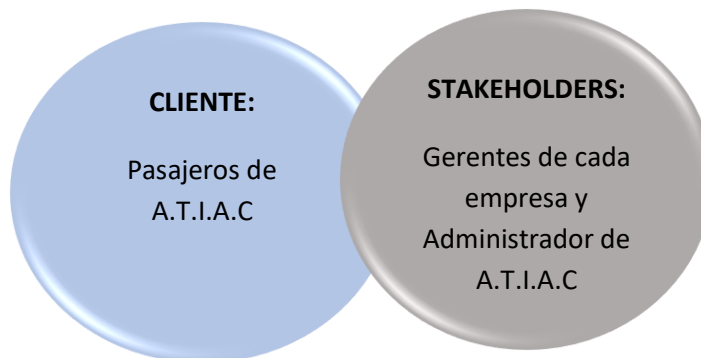 CLIENTE:
Pasajeros de
A.T.I.A.C
STAKEHOLDERS:
Gerentes de cada
empresa y
Administrador de
A.T.I.A.C